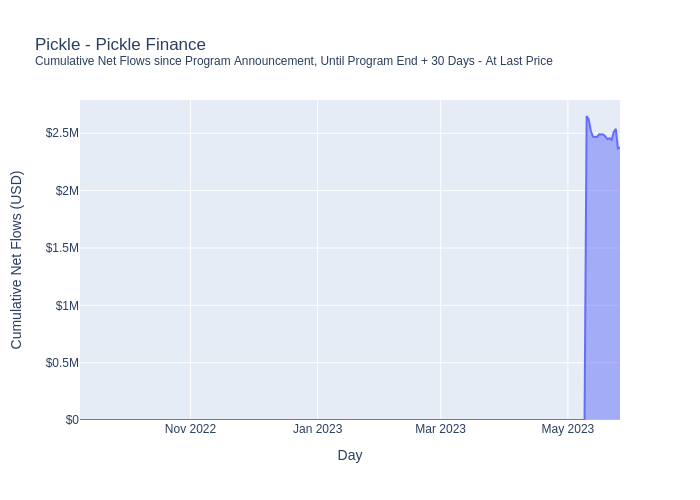 Pickle - Pickle Finance
Cumulative Net Flows since Program Announcement, Until Program End + 30 Days - At Last Price
Cumulative Net Flows (USD)
$2.5M
$2M
$1.5M
$1M
$0.5M
$0
Nov 2022
Jan 2023
Mar 2023
May 2023
Day